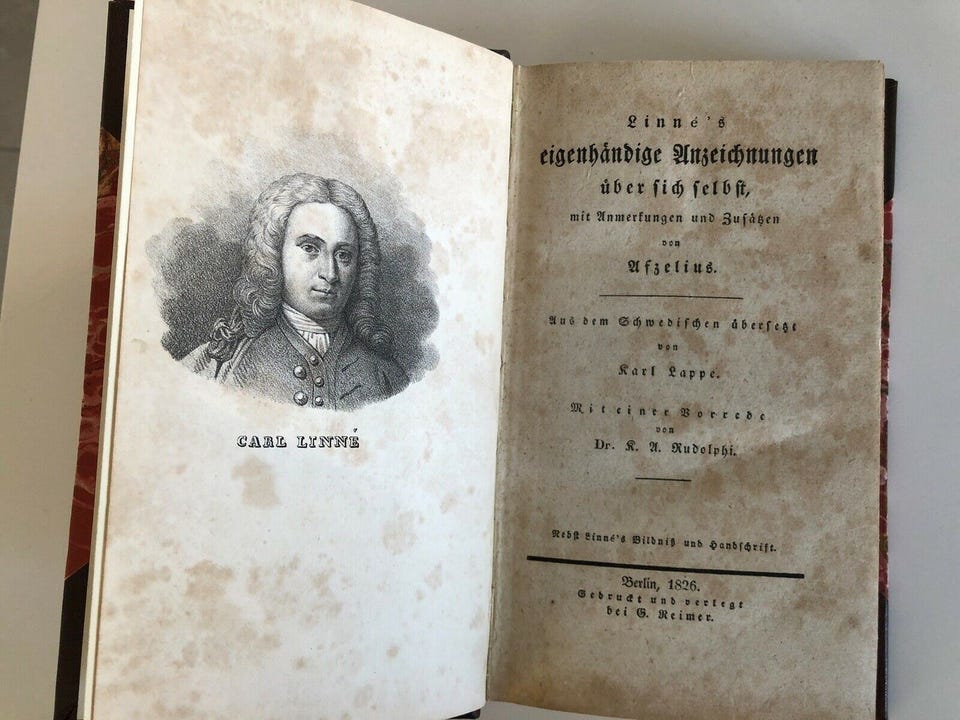 CARL LINNÉ
Linné's
eigenhändige Anzeichnungen
über sich selbst,
mit Anmerkungen und Zusätzen
von
Afzelius.
Aus dem Schwedischen übersetzt
von
Karl Lappe.
Mit einer Vorrede
von
Dr. K. A. Rudolphi.
Nebst Linné's Bildniß und Handschrift.
Berlin, 1826.
Gedruckt und verlegt
bei G. Reimer.